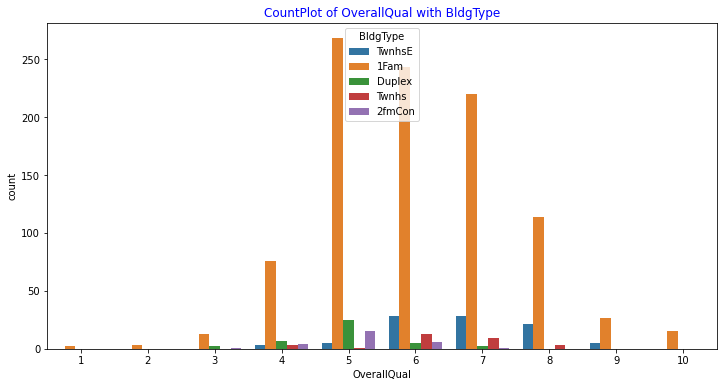 CountPlot of OverallQual with BldgType
BldgType
TwnhsE
1Fam
Duplex
Twnhs
2fmCon
count
250
200
150
100
50
0
1 2 3 4 5 6 7 8 9 10
OverallQual